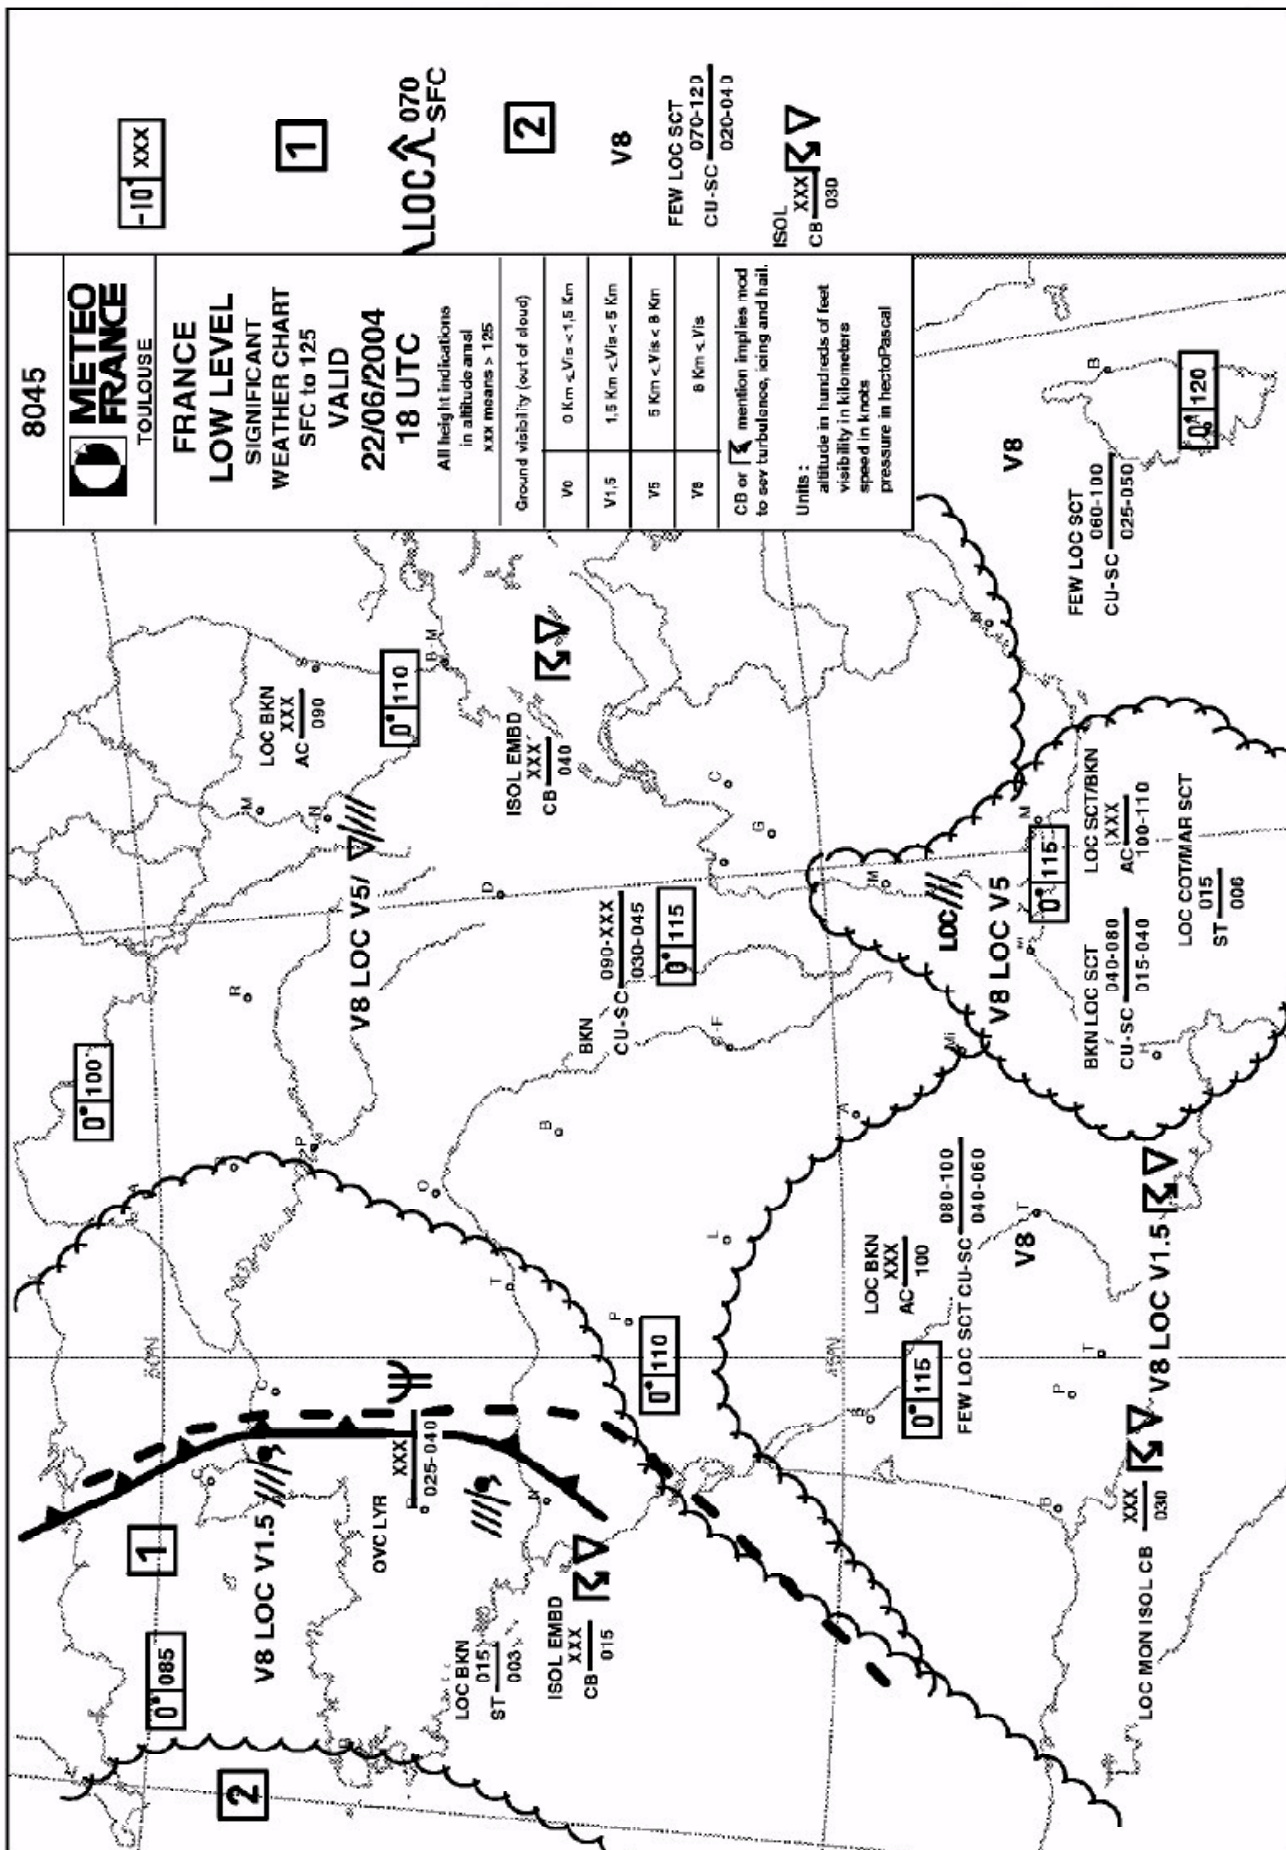 8045
METEO
FRANCE
TOULOUSE
FRANCE
LOW LEVEL
SIGNIFICANT
WEATHER CHART
SFC to 125
VALID
22/06/2004
18 UTC
All height indications
in altitude amsl
xxx means > 125
Ground visibility (out of cloud)
V0 0 Km ≤ Vis < 1,5 Km
V1,5 1,5 Km ≤ Vis < 5 Km
V5 5 Km ≤ Vis < 8 Km
V8 8 Km ≤ Vis
CB or mention implies mod
to sev turbulence, icing and hail.
Units :
altitude in hundreds of feet
visibility in kilometers
speed in knots
pressure in hectoPascal
-10° XXX
1
LOC 070
SFC
2
V8
FEW LOC SCT
CU-SC 070-120
020-040
ISOL
CB XXX
030
0° 085
1
2
V8 LOC V1.5
OVC LYR
XXX
025-040
LOC BKN
ST 015
003
ISOL EMBD
CB XXX
015
0° 100
LOC BKN
AC XXX
090
0° 110
V8 LOC V5/
ISOL EMBD
CB XXX
040
BKN
CU-SC 090-XXX
030-045
0° 115
0° 110
50°N
45°N
LOC BKN
AC XXX
100
0° 115
FEW LOC SCT CU-SC 080-100
040-060
V8
V8 LOC V1.5
LOC MON ISOL CB XXX
030
LOC
V8 LOC V5
0° 115
BKN LOC SCT
CU-SC 040-080
015-040
LOC SCT/BKN
AC XXX
100-110
LOC COT/MAR SCT
ST 015
006
V8
FEW LOC SCT
CU-SC 060-100
025-050
0° 120
B-M
C-F
Mi
S
M
N
D
R
P
O
T
B
L
A
C
G
H